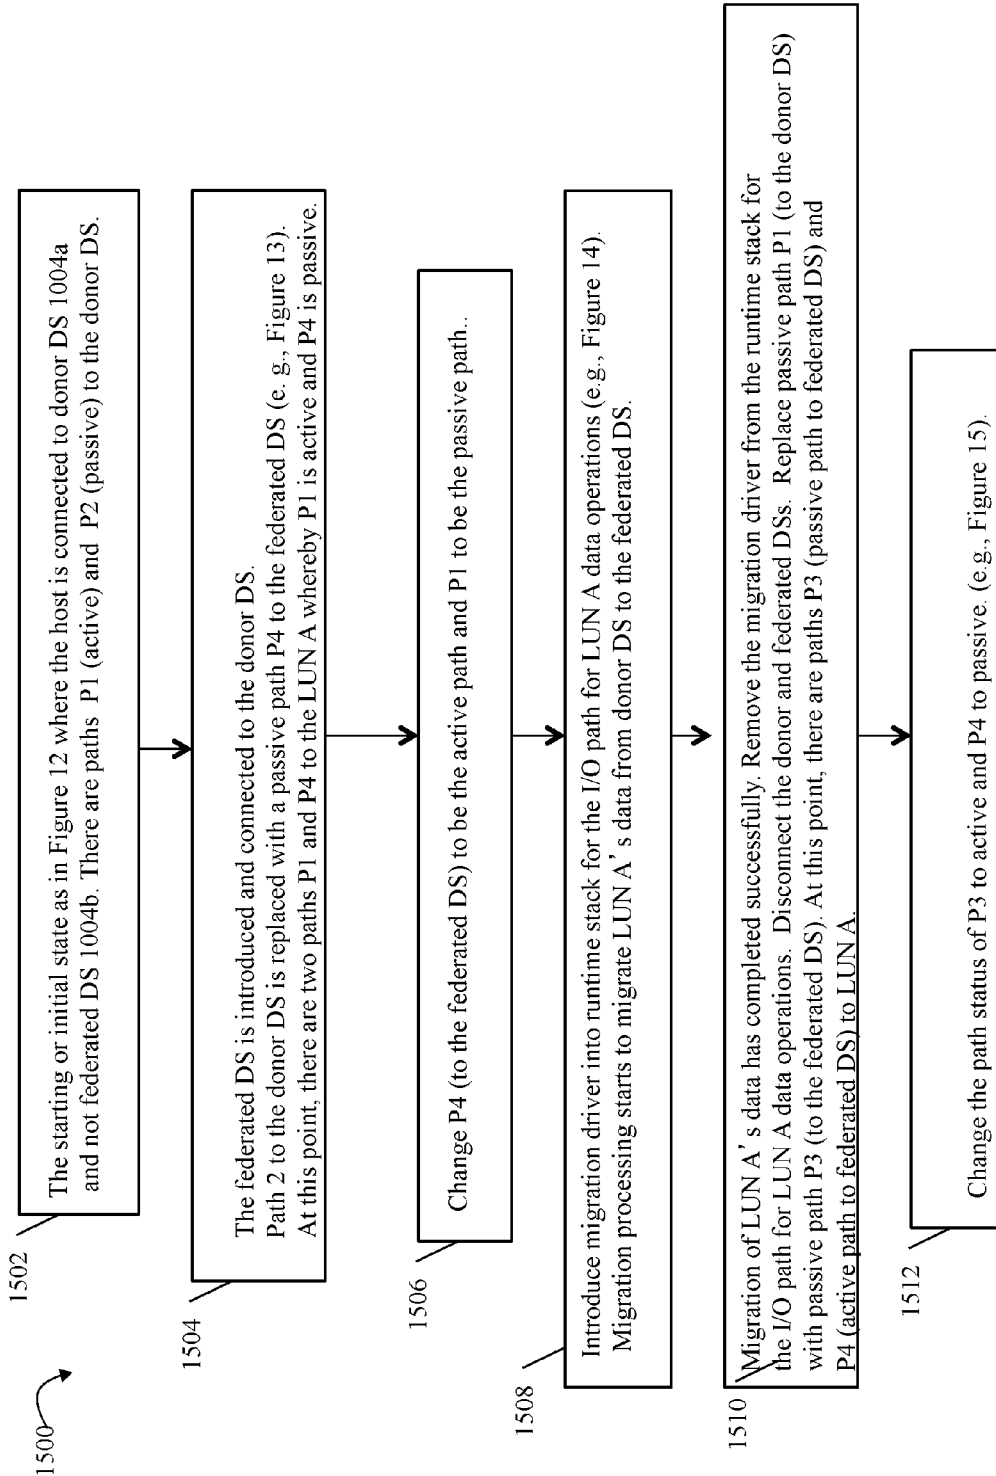 1500
1502
The starting or initial state as in Figure 12 where the host is connected to donor DS 1004a
and not federated DS 1004b. There are paths P1 (active) and P2 (passive) to the donor DS.
1504
The federated DS is introduced and connected to the donor DS.
Path 2 to the donor DS is replaced with a passive path P4 to the federated DS (e. g., Figure 13).
At this point, there are two paths P1 and P4 to the LUN A whereby P1 is active and P4 is passive.
1506
Change P4 (to the federated DS) to be the active path and P1 to be the passive path..
1508
Introduce migration driver into runtime stack for the I/O path for LUN A data operations (e.g., Figure 14).
Migration processing starts to migrate LUN A's data from donor DS to the federated DS.
1510
Migration of LUN A's data has completed successfully. Remove the migration driver from the runtime stack for
the I/O path for LUN A data operations. Disconnect the donor and federated DSs. Replace passive path P1 (to the donor DS)
with passive path P3 (to the federated DS). At this point, there are paths P3 (passive path to federated DS) and
P4 (active path to federated DS) to LUN A.
1512
Change the path status of P3 to active and P4 to passive. (e.g., Figure 15).